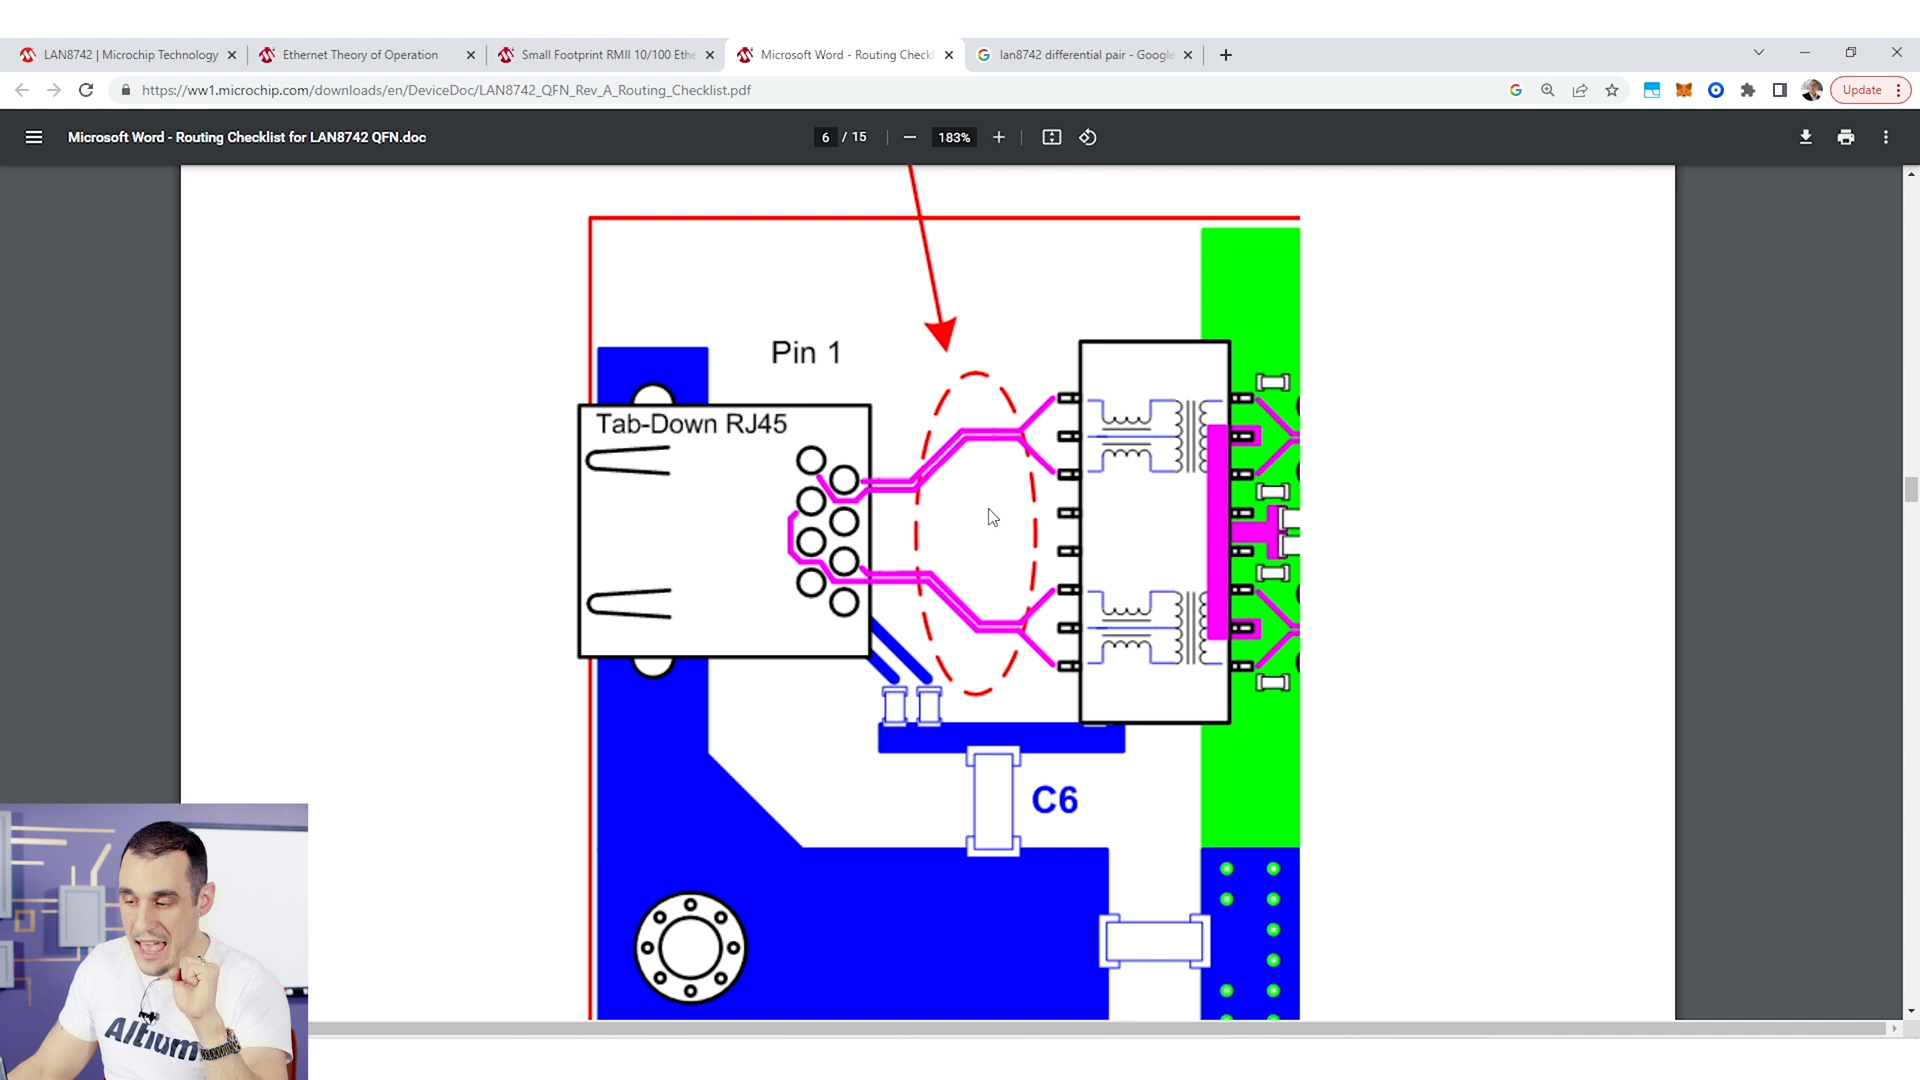 LAN8742 | Microchip Technology
Ethernet Theory of Operation
Small Footprint RMII 10/100 Ethe
Microsoft Word - Routing Checkl
lan8742 differential pair - Google
https://ww1.microchip.com/downloads/en/DeviceDoc/LAN8742_QFN_Rev_A_Routing_Checklist.pdf
Update
Microsoft Word - Routing Checklist for LAN8742 QFN.doc
6 / 15
183%
Pin 1
Tab-Down RJ45
C6
Altium